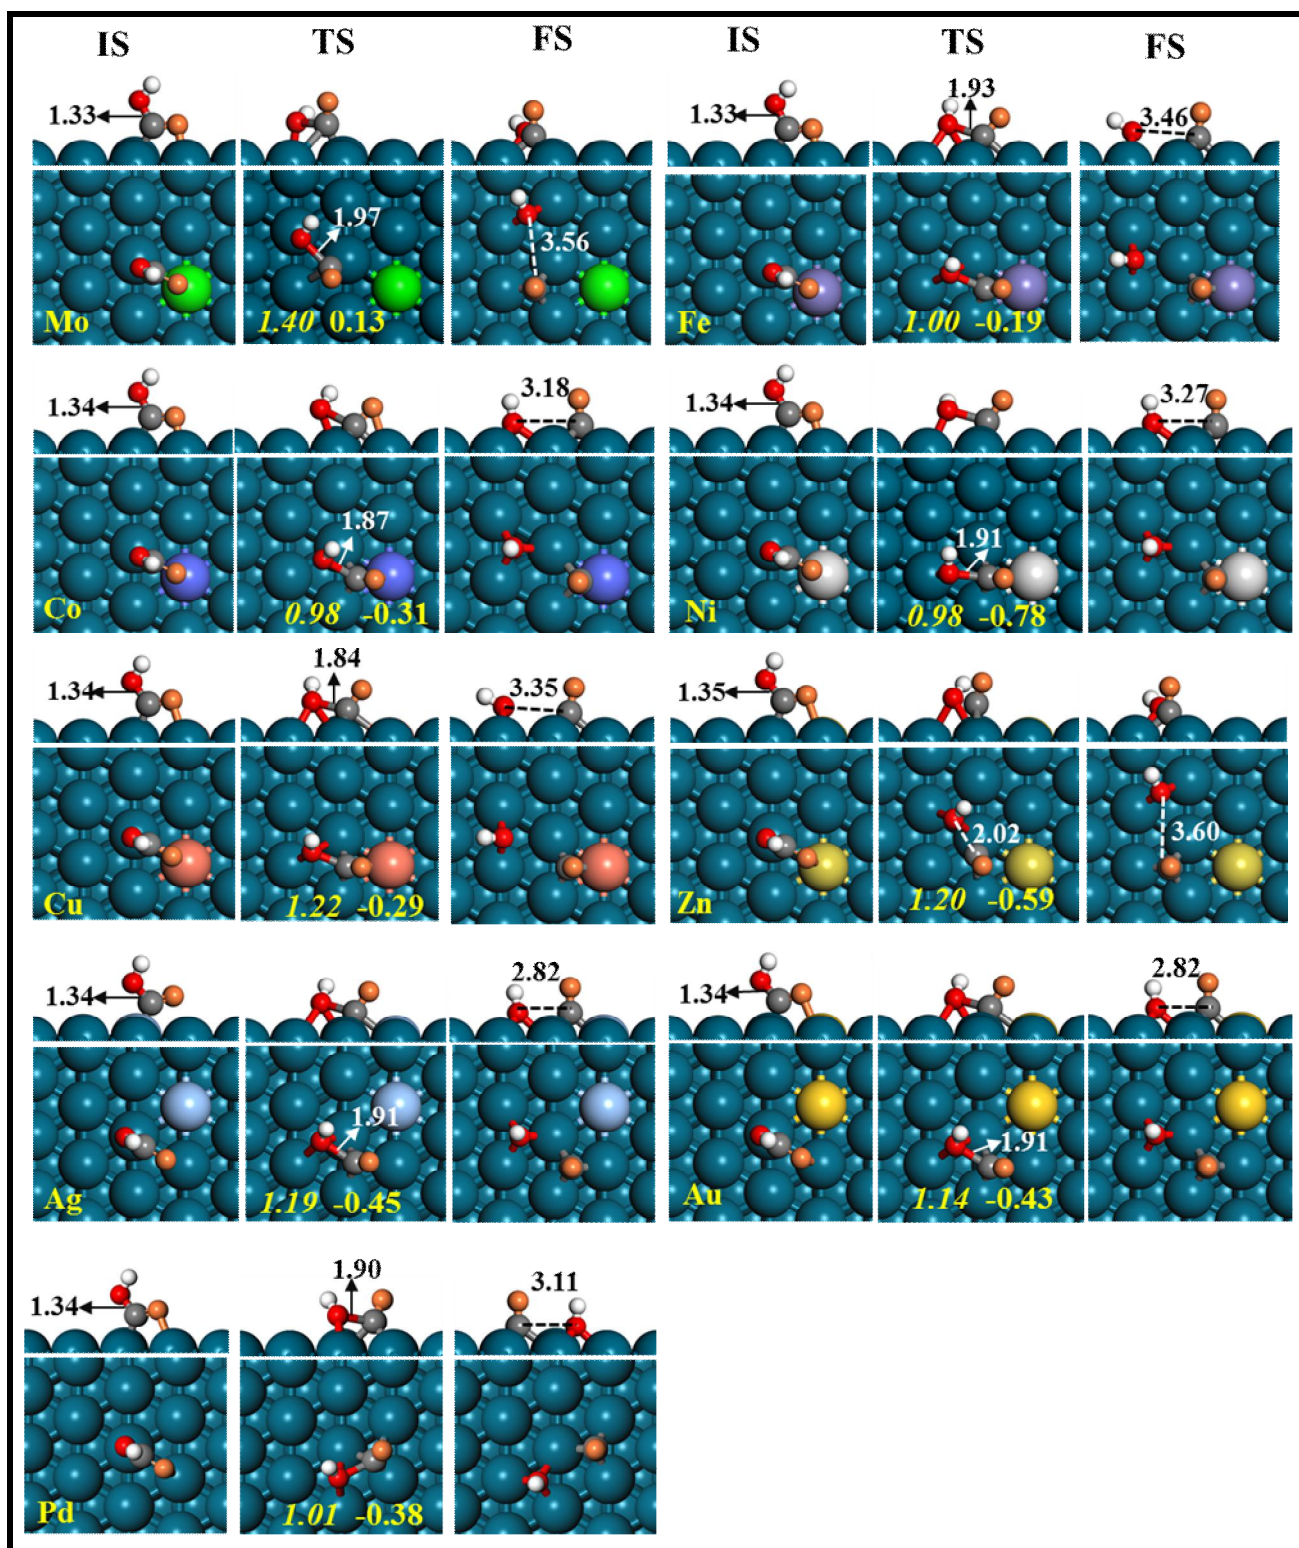 IS TS FS IS TS FS
1.33 1.33 1.93 3.46
1.97 3.56
Mo 1.40 0.13 Fe 1.00 -0.19
1.34 3.18 1.34 3.27
1.87 1.91
Co 0.98 -0.31 Ni 0.98 -0.78
1.34 1.84 3.35 1.35
2.02 3.60
Cu 1.22 -0.29 Zn 1.20 -0.59
1.34 2.82 1.34 2.82
1.91 1.91
Ag 1.19 -0.45 Au 1.14 -0.43
1.34 1.90 3.11
Pd 1.01 -0.38